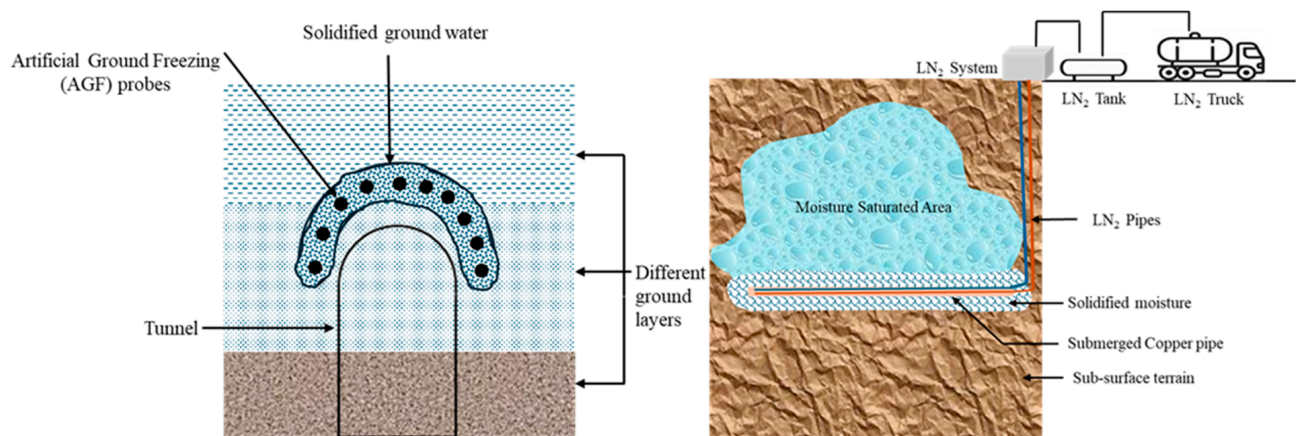 Solidified ground water
Artificial Ground Freezing
(AGF) probes
Tunnel
Different
ground
layers
LN₂ System
LN₂ Tank
LN₂ Truck
Moisture Saturated Area
LN₂ Pipes
Solidified moisture
Submerged Copper pipe
Sub-surface terrain